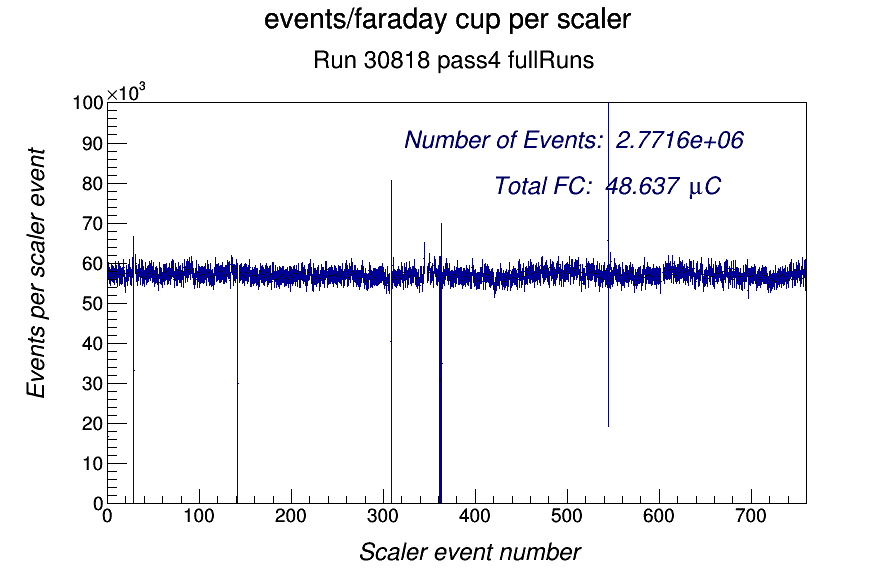 events/faraday cup per scaler
Run 30818 pass4 fullRuns
×10³
100
90
80
70
60
50
40
30
20
10
0
Events per scaler event
Number of Events: 2.7716e+06
Total FC: 48.637 μC
0 100 200 300 400 500 600 700
Scaler event number